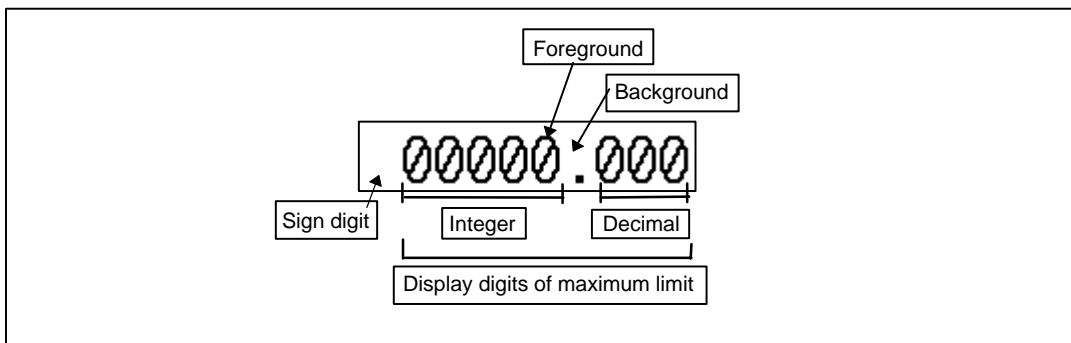 Foreground
Background
00000.000
Sign digit
Integer
Decimal
Display digits of maximum limit